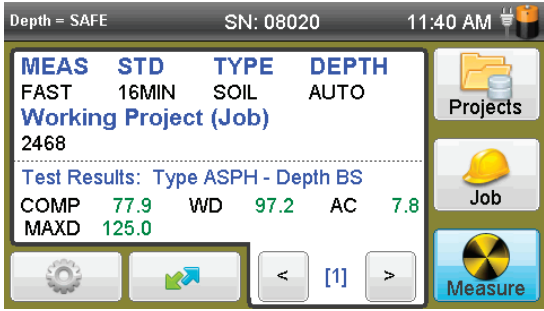 Depth = SAFE SN: 08020 11:40 AM
MEAS STD TYPE DEPTH
FAST 16MIN SOIL AUTO
Working Project (Job)
2468
Test Results: Type ASPH - Depth BS
COMP 77.9 WD 97.2 AC 7.8
MAXD 125.0
< [1] >
Projects
Job
Measure